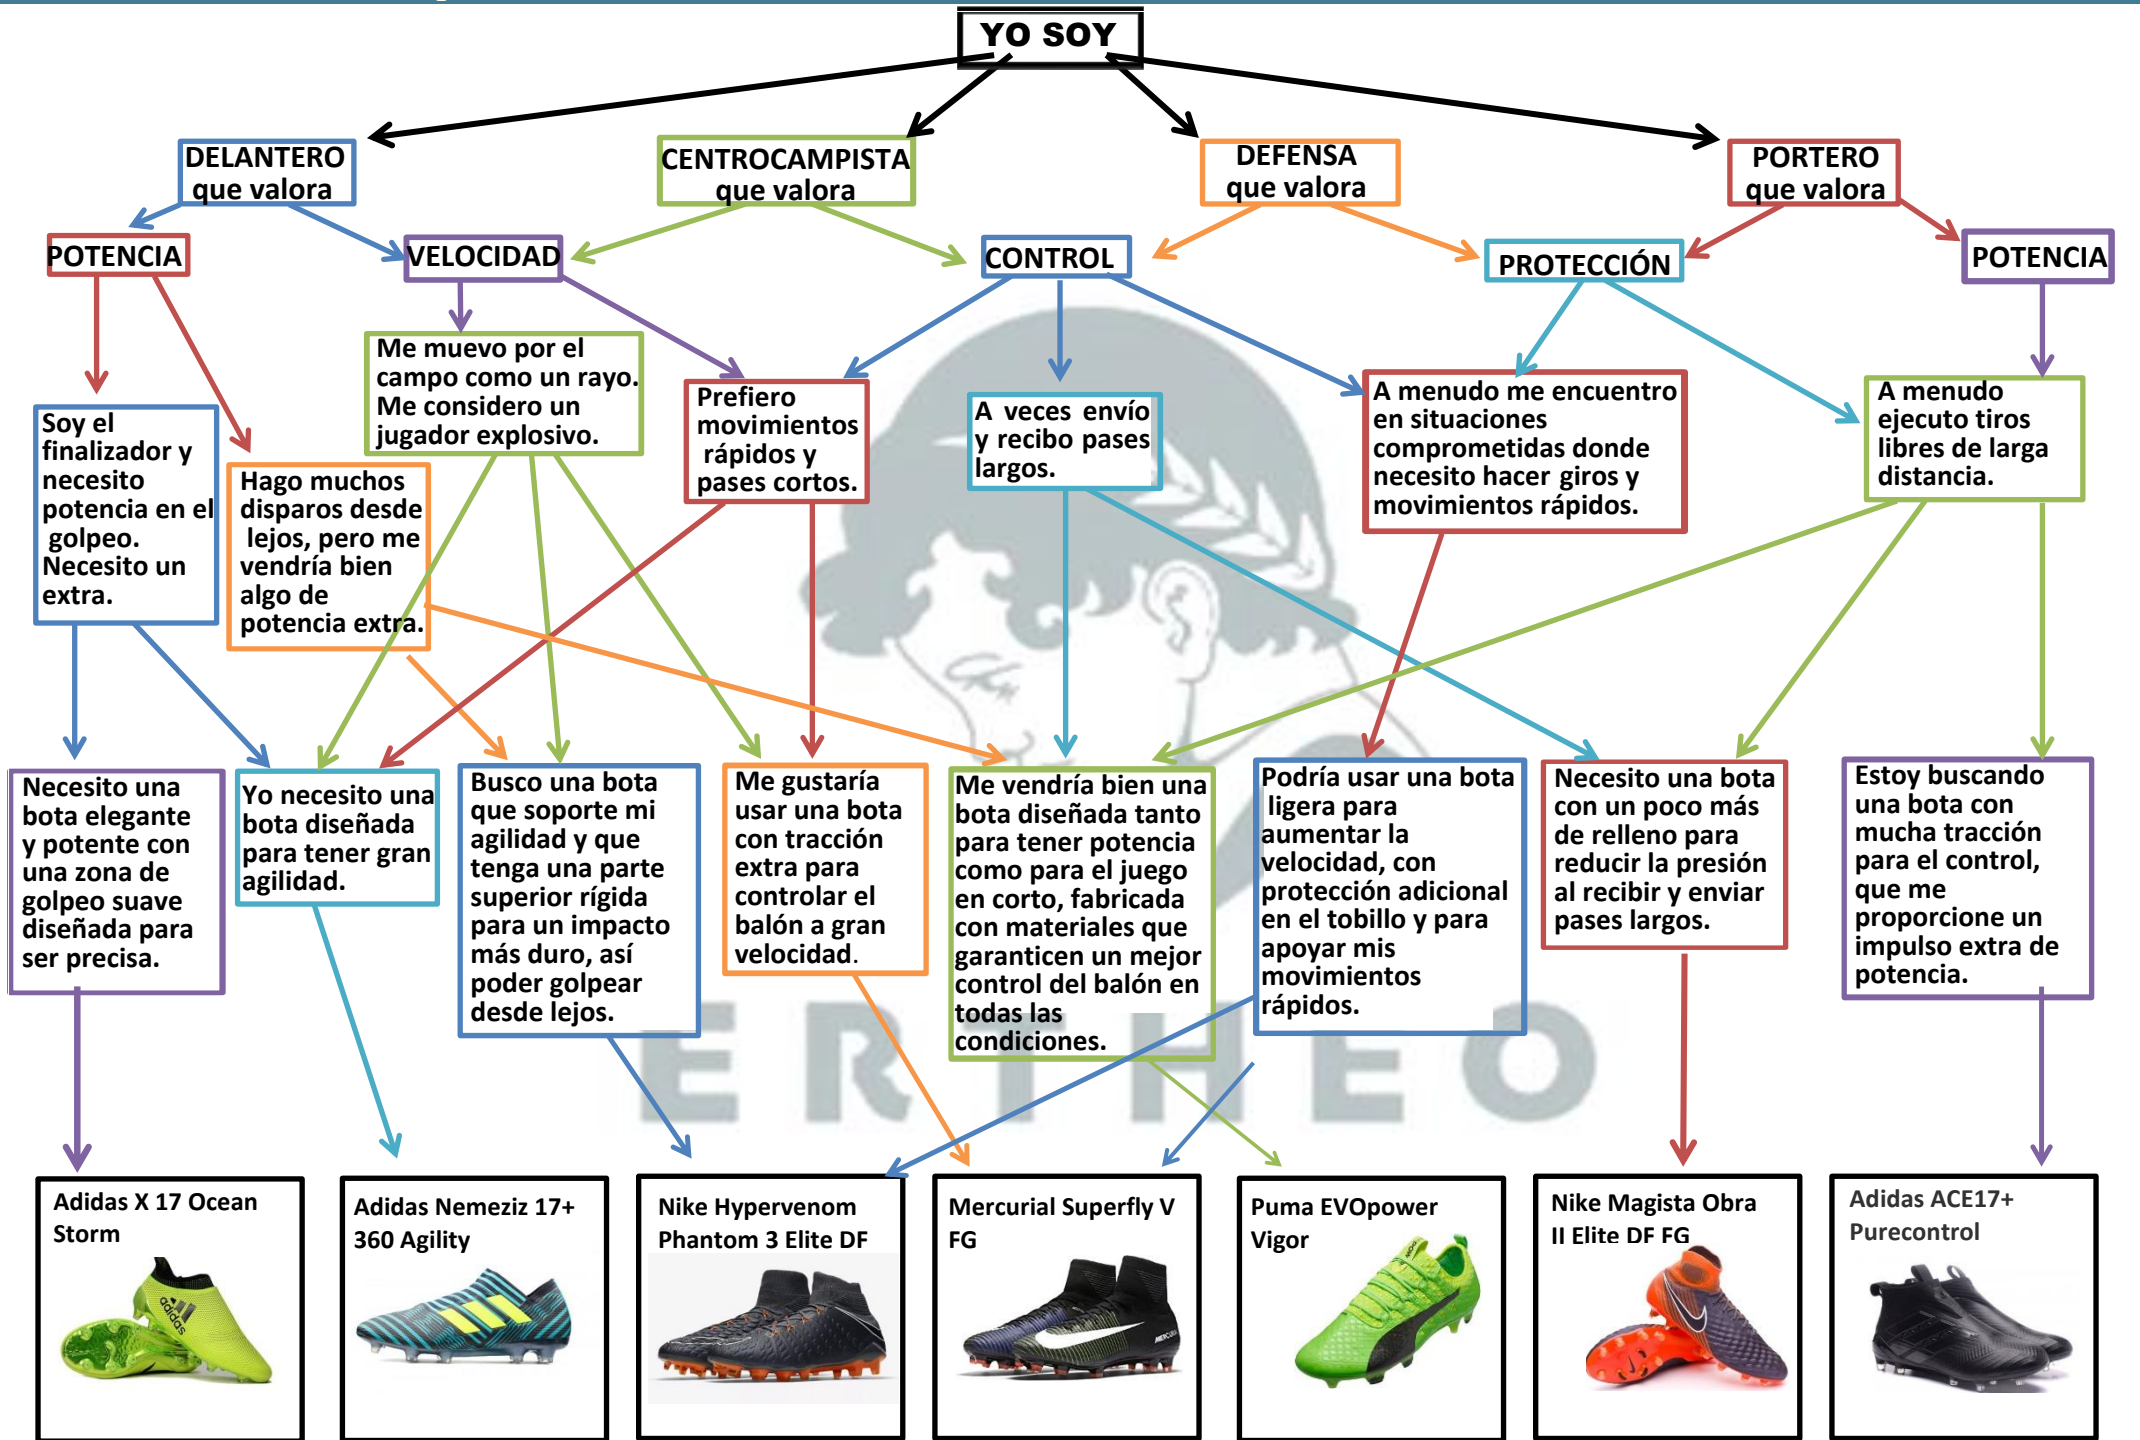 YO SOY
DELANTERO
que valora
CENTROCAMPISTA
que valora
DEFENSA
que valora
PORTERO
que valora
POTENCIA
VELOCIDAD
CONTROL
PROTECCIÓN
POTENCIA
Soy el
finalizador y
necesito
potencia en el
golpeo.
Necesito un
extra.
Hago muchos
disparos desde
lejos, pero me
vendría bien
algo de
potencia extra.
Me muevo por el
campo como un rayo.
Me considero un
jugador explosivo.
Prefiero
movimientos
rápidos y
pases cortos.
A veces envío
y recibo pases
largos.
A menudo me encuentro
en situaciones
comprometidas donde
necesito hacer giros y
movimientos rápidos.
A menudo
ejecuto tiros
libres de larga
distancia.
Necesito una
bota elegante
y potente con
una zona de
golpeo suave
diseñada para
ser precisa.
Yo necesito una
bota diseñada
para tener gran
agilidad.
Busco una bota
que soporte mi
agilidad y que
tenga una parte
superior rígida
para un impacto
más duro, así
poder golpear
desde lejos.
Me gustaría
usar una bota
con tracción
extra para
controlar el
balón a gran
velocidad.
Me vendría bien una
bota diseñada tanto
para tener potencia
como para el juego
en corto, fabricada
con materiales que
garanticen un mejor
control del balón en
todas las
condiciones.
Podría usar una bota
ligera para
aumentar la
velocidad, con
protección adicional
en el tobillo y para
apoyar mis
movimientos
rápidos.
Necesito una bota
con un poco más
de relleno para
reducir la presión
al recibir y enviar
pases largos.
Estoy buscando
una bota con
mucha tracción
para el control,
que me
proporcione un
impulso extra de
potencia.
ERTHEO
Adidas X 17 Ocean
Storm
adidas
Adidas Nemeziz 17+
360 Agility
Nike Hypervenom
Phantom 3 Elite DF
Mercurial Superfly V
FG
Puma EVOpower
Vigor
Nike Magista Obra
II Elite DF FG
Adidas ACE17+
Purecontrol